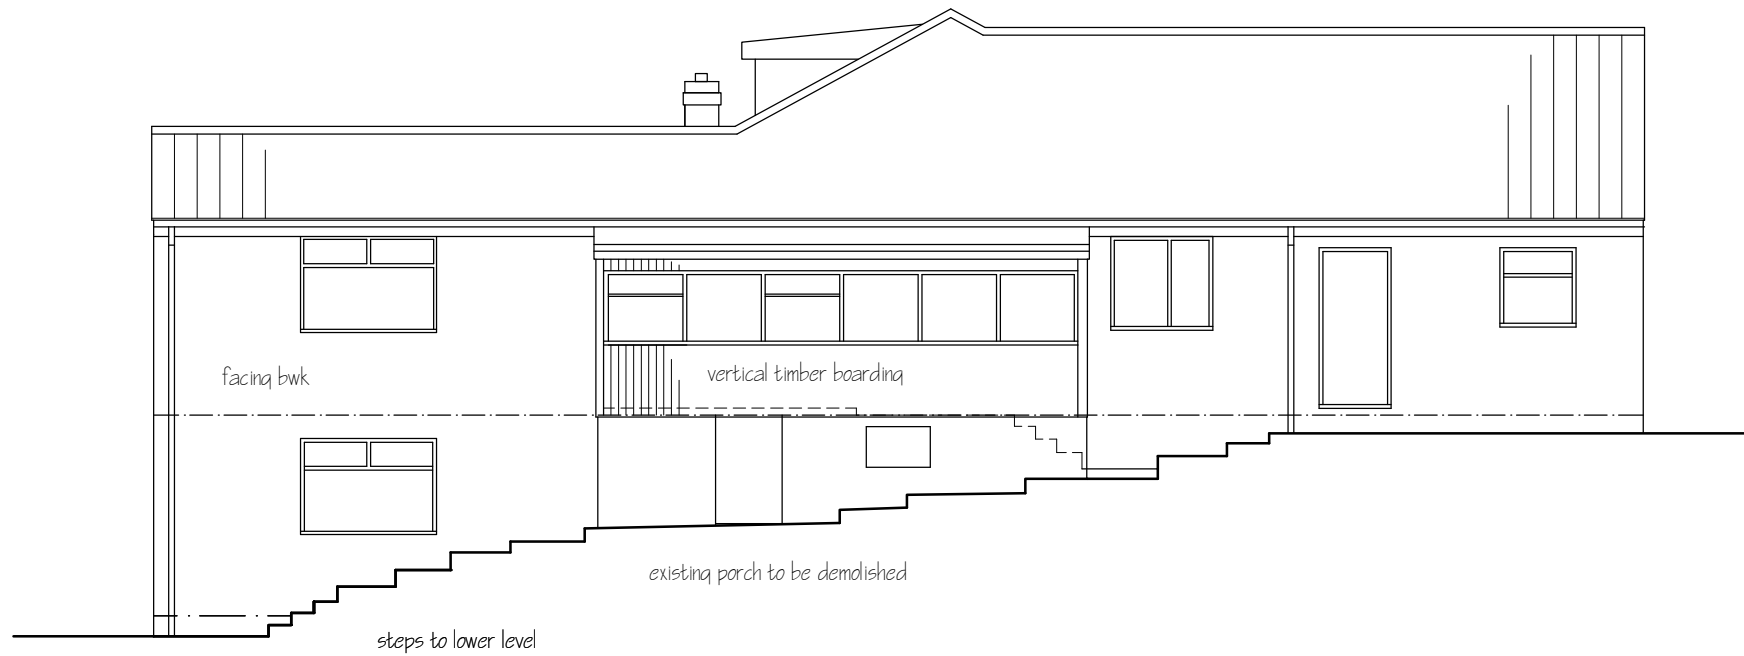 facing bwk
vertical timber boarding
existing porch to be demolished
steps to lower level